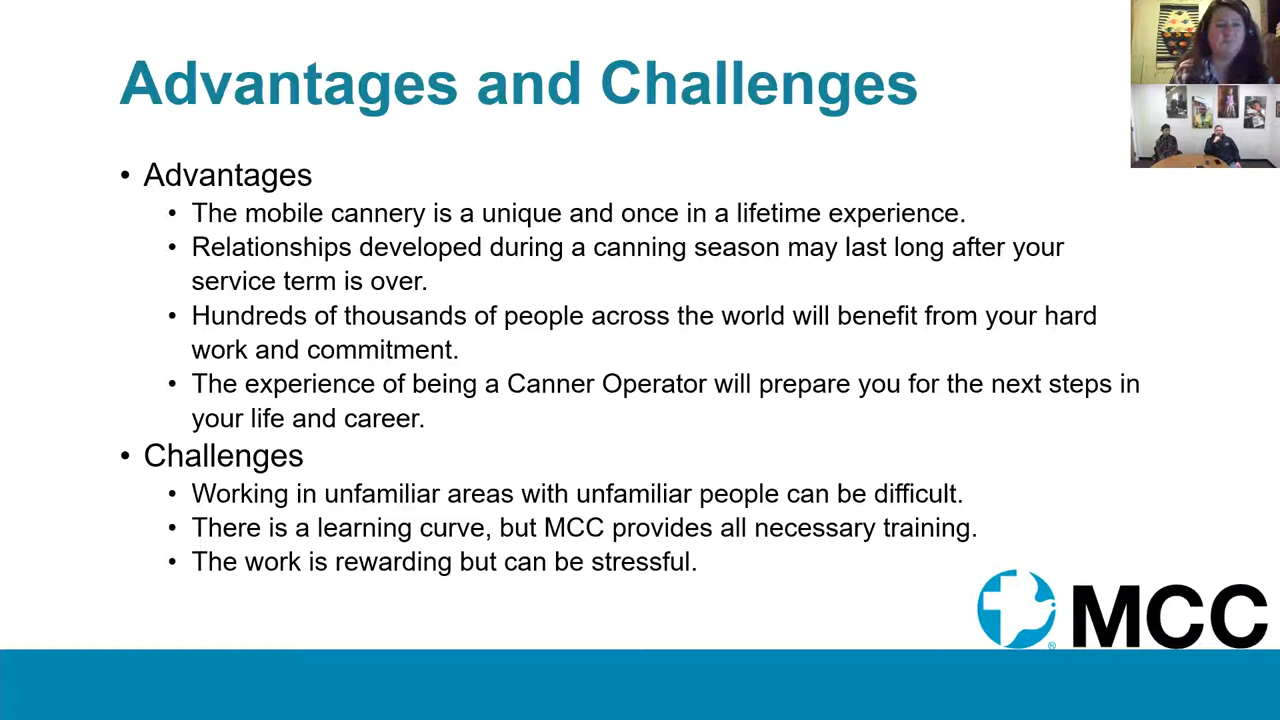 Advantages and Challenges
• Advantages
• The mobile cannery is a unique and once in a lifetime experience.
• Relationships developed during a canning season may last long after your
service term is over.
• Hundreds of thousands of people across the world will benefit from your hard
work and commitment.
• The experience of being a Canner Operator will prepare you for the next steps in
your life and career.
• Challenges
• Working in unfamiliar areas with unfamiliar people can be difficult.
• There is a learning curve, but MCC provides all necessary training.
• The work is rewarding but can be stressful.
® MCC